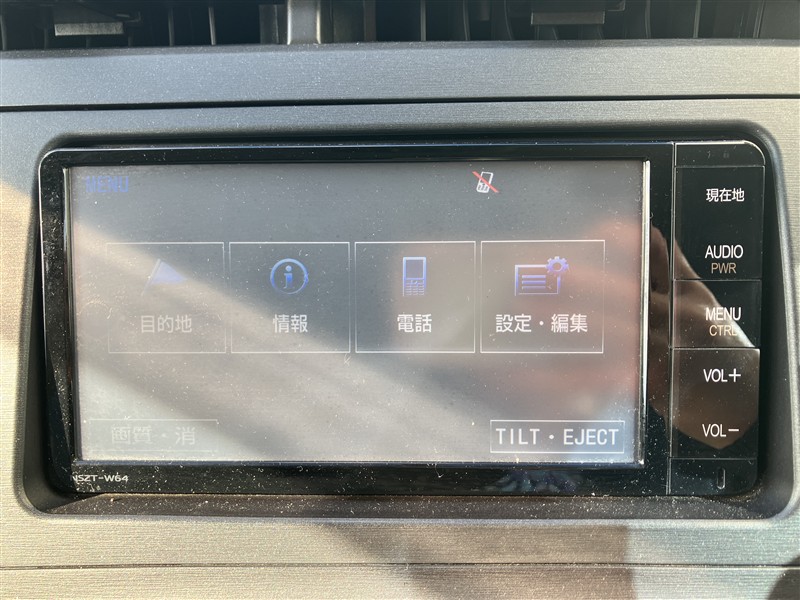 MENU
目的地
情報
電話
設定・編集
画質・消
TILT・EJECT
NSZT-W64
現在地
AUDIO
PWR
MENU
CTRL
VOL+
VOL−